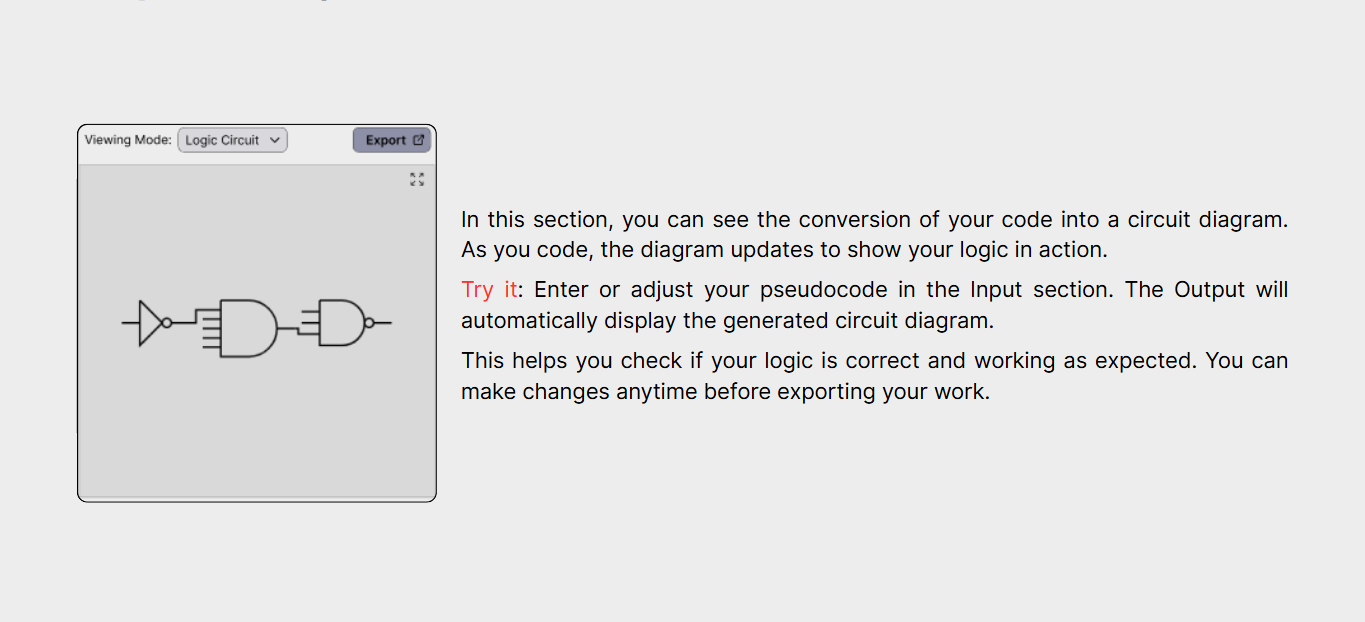 Viewing Mode: Logic Circuit Export
In this section, you can see the conversion of your code into a circuit diagram.
As you code, the diagram updates to show your logic in action.
Try it: Enter or adjust your pseudocode in the Input section. The Output will
automatically display the generated circuit diagram.
This helps you check if your logic is correct and working as expected. You can
make changes anytime before exporting your work.